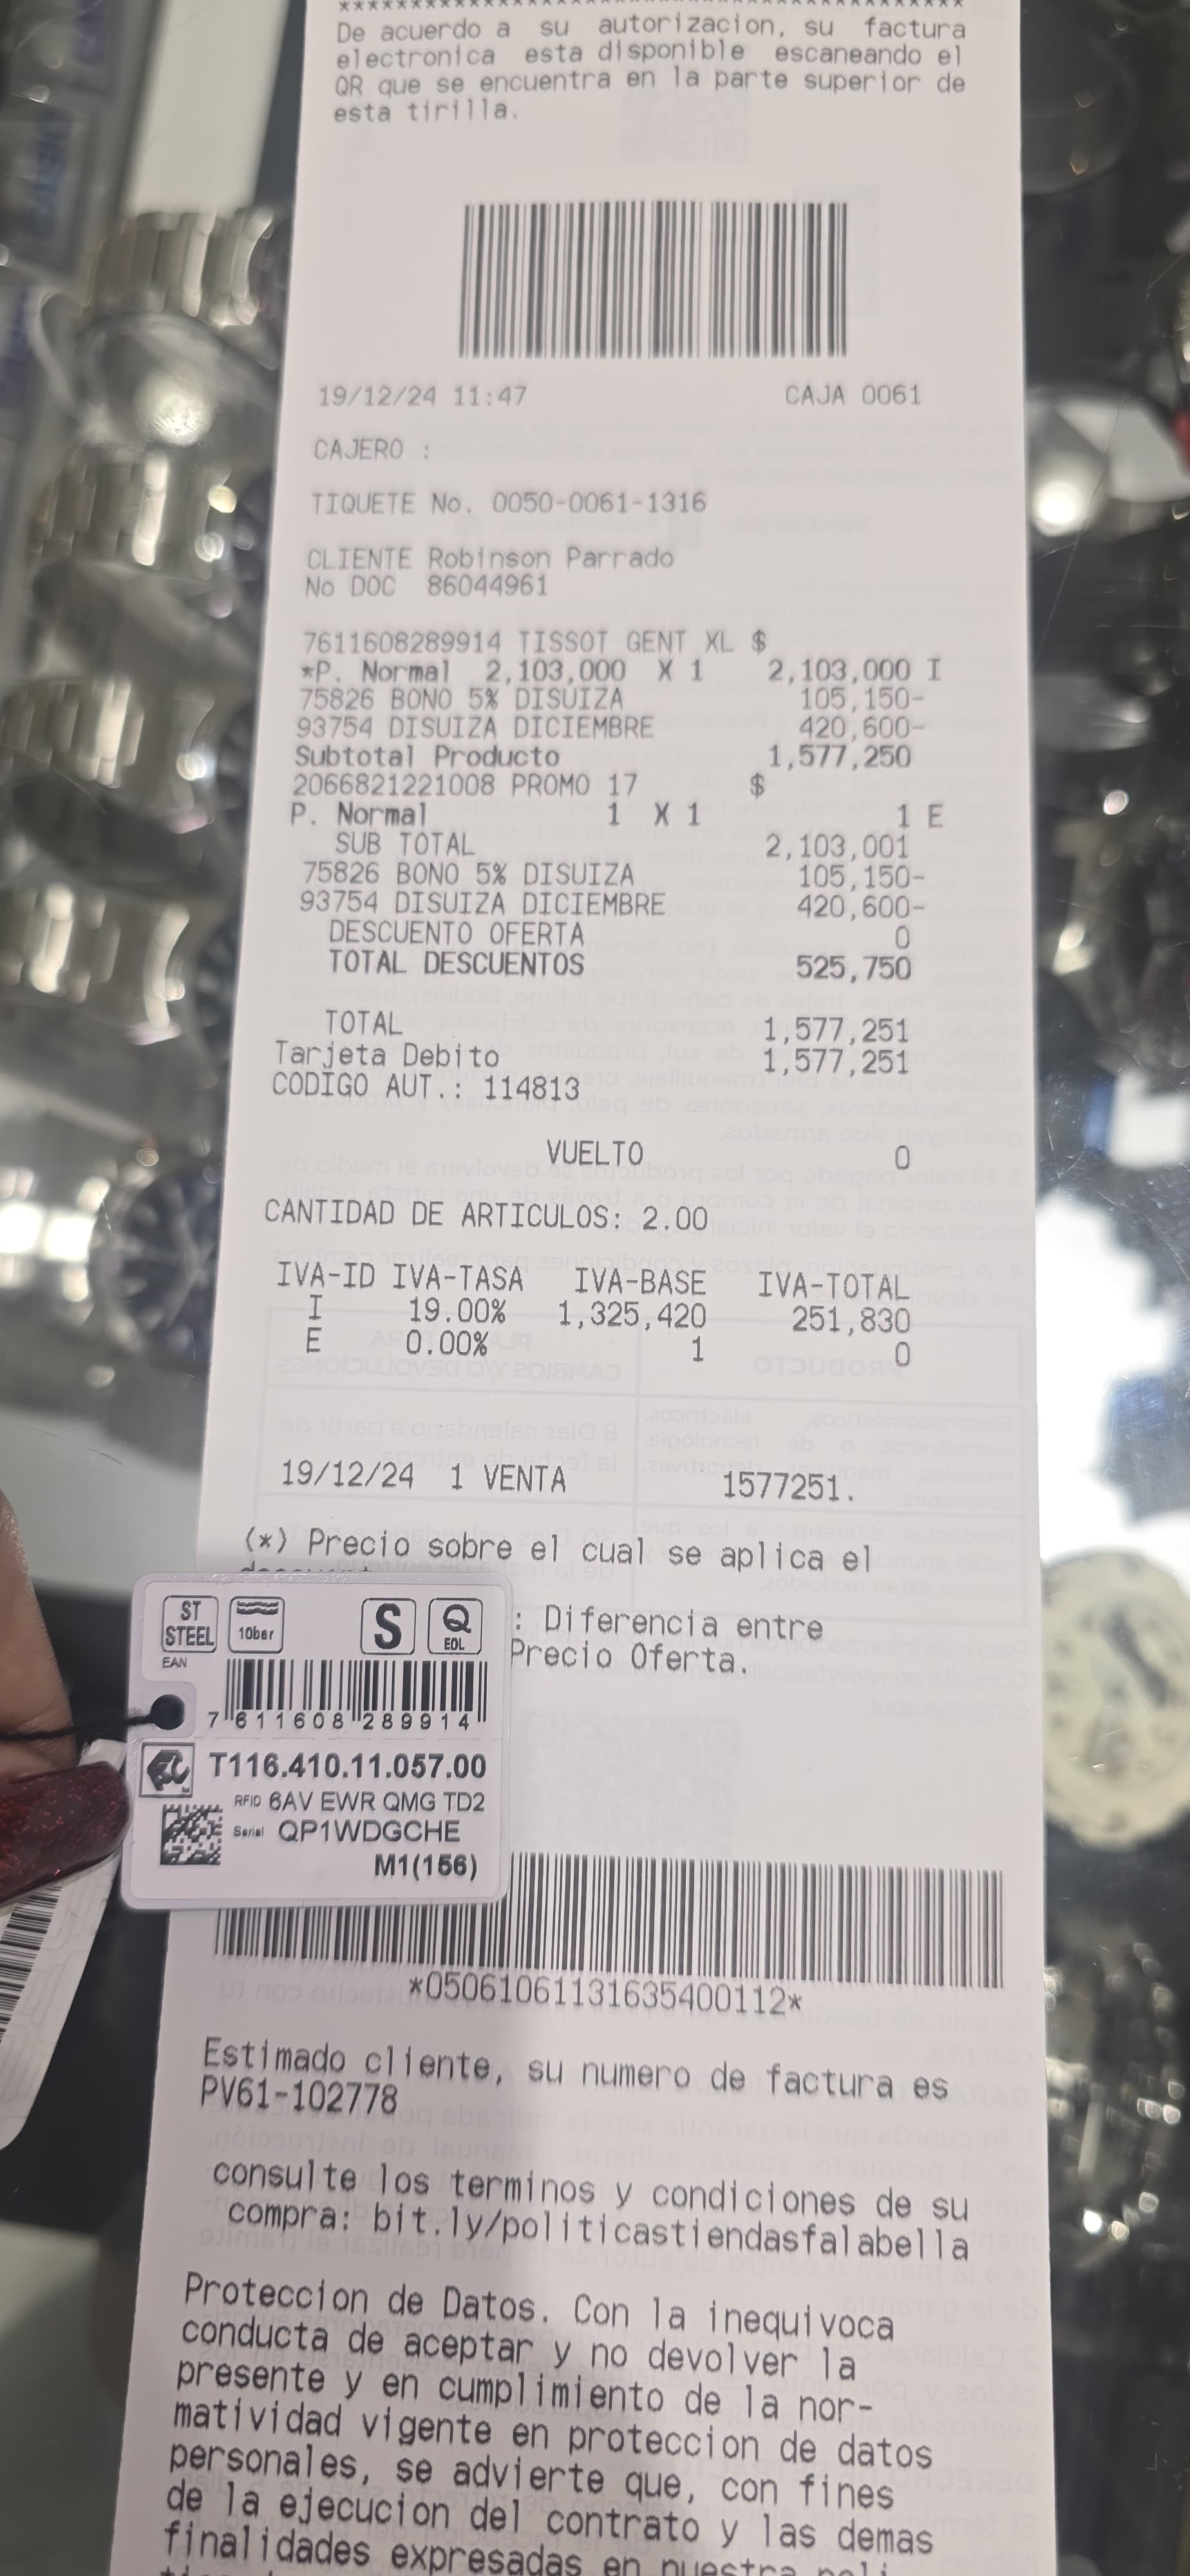 De acuerdo a su autorizacion, su factura
electronica esta disponible escaneando el
QR que se encuentra en la parte superior de
esta tirilla.
19/12/24 11:47 CAJA 0061
CAJERO :
TIQUETE No. 0050-0061-1316
CLIENTE Robinson Parrado
No DOC 86044961
7611608289914 TISSOT GENT XL $
*P. Normal 2,103,000 X 1 2,103,000 I
75826 BONO 5% DISUIZA 105,150-
93754 DISUIZA DICIEMBRE 420,600-
Subtotal Producto 1,577,250
2066821221008 PROMO 17 $
P. Normal 1 X 1 1 E
SUB TOTAL 2,103,001
75826 BONO 5% DISUIZA 105,150-
93754 DISUIZA DICIEMBRE 420,600-
DESCUENTO OFERTA 0
TOTAL DESCUENTOS 525,750
TOTAL 1,577,251
Tarjeta Debito 1,577,251
CODIGO AUT.: 114813
VUELTO 0
CANTIDAD DE ARTICULOS: 2.00
IVA-ID IVA-TASA IVA-BASE IVA-TOTAL
I 19.00% 1,325,420 251,830
E 0.00% 1 0
19/12/24 1 VENTA 1577251.
(*) Precio sobre el cual se aplica el
: Diferencia entre
Precio Oferta.
ST STEEL 10bar S Q EOL
EAN
7 611608 289914
T116.410.11.057.00
RFID 6AV EWR QMG TD2
Serial QP1WDGCHE
M1(156)
*05061061131635400112*
Estimado cliente, su numero de factura es
PV61-102778
consulte los terminos y condiciones de su
compra: bit.ly/politicastiendasfalabella
Proteccion de Datos. Con la inequivoca
conducta de aceptar y no devolver la
presente y en cumplimiento de la nor-
matividad vigente en proteccion de datos
personales, se advierte que, con fines
de la ejecucion del contrato y las demas
finalidades expresadas en nuestra poli